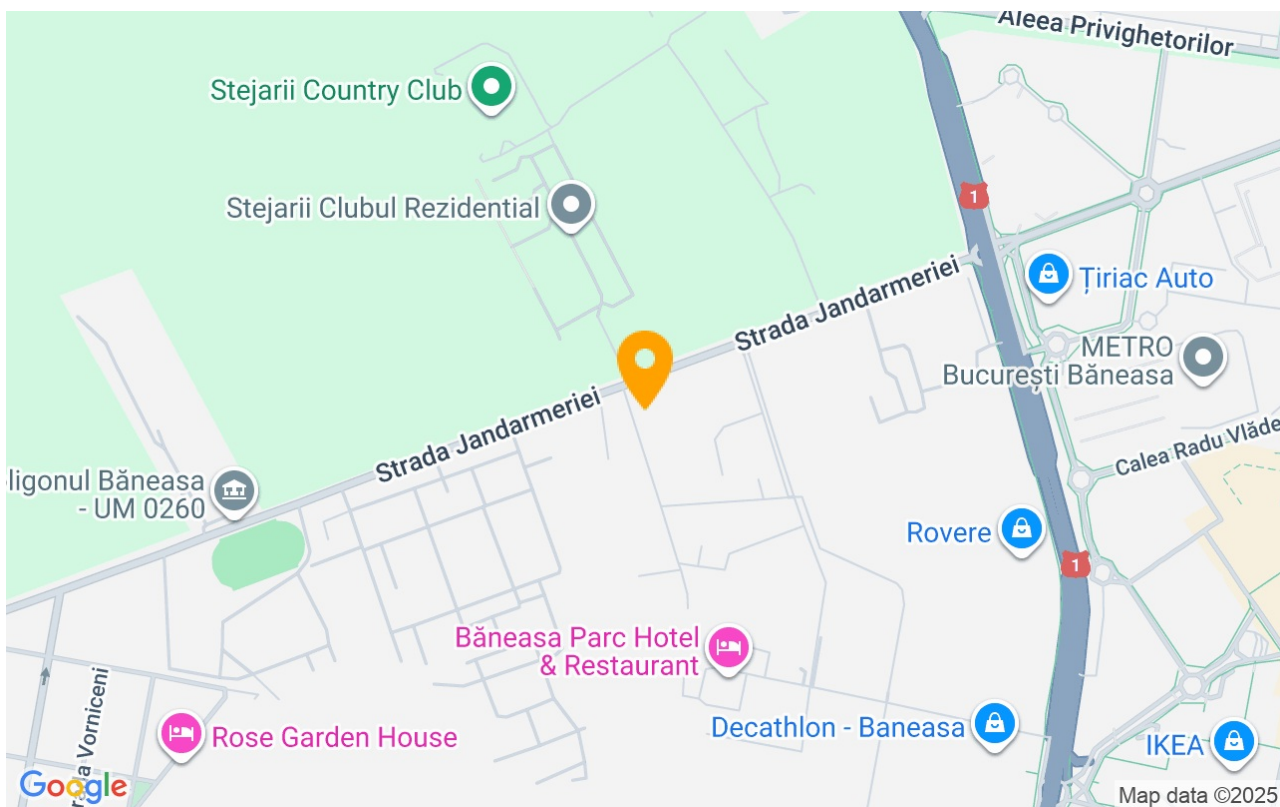 Aleea Privighetorilor
Stejarii Country Club
1
Stejarii Clubul Rezidential
Strada Jandarmeriei
Țiriac Auto
METRO
București Băneasa
Strada Jandarmeriei
Calea Radu Vlăde
ligonul Băneasa
- UM 0260
Rovere
1
Băneasa Parc Hotel
& Restaurant
Decathlon - Baneasa
Rose Garden House
IKEA
a Vorniceni
Google
Map data ©2025